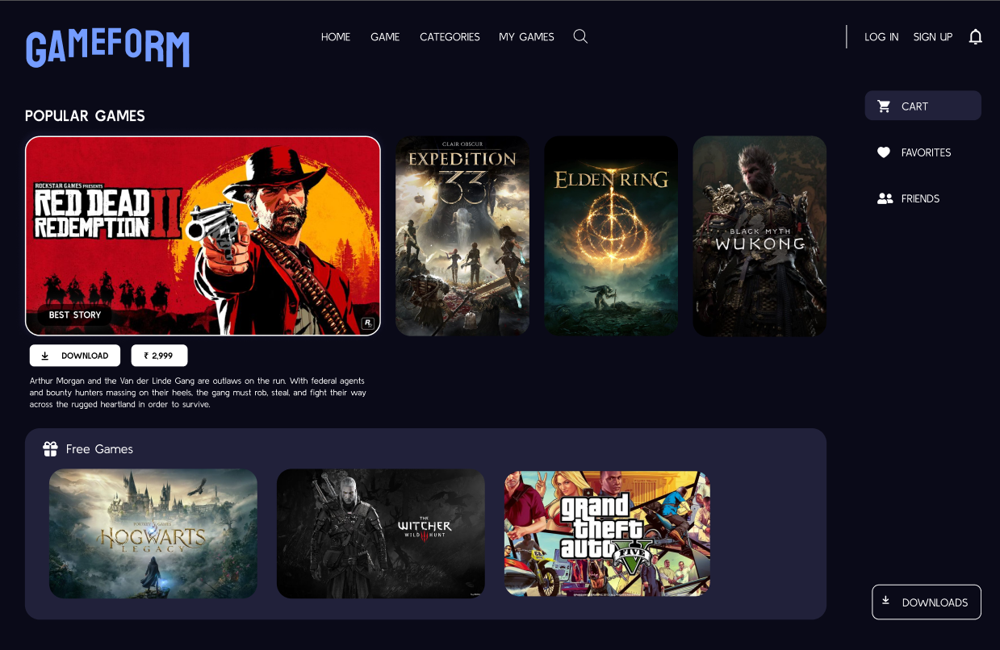 GAMEFORM
HOME GAME CATEGORIES MY GAMES
LOG IN SIGN UP
CART
POPULAR GAMES
FAVORITES
FRIENDS
ROCKSTAR GAMES PRESENTS
RED DEAD
REDEMPTION II
BEST STORY
R
CLAIR OBSCUR
EXPEDITION
33
ELDEN RING
BLACK MYTH
WUKONG
DOWNLOAD ₹ 2,999
Arthur Morgan and the Van der Linde Gang are outlaws on the run. With federal agents
and bounty hunters massing on their heels, the gang must rob, steal, and fight their way
across the rugged heartland in order to survive.
Free Games
PORTKEY GAMES
HOGWARTS
LEGACY
THE
WITCHER
WILD HUNT
grand
theft
auto
FIVE
V
DOWNLOADS